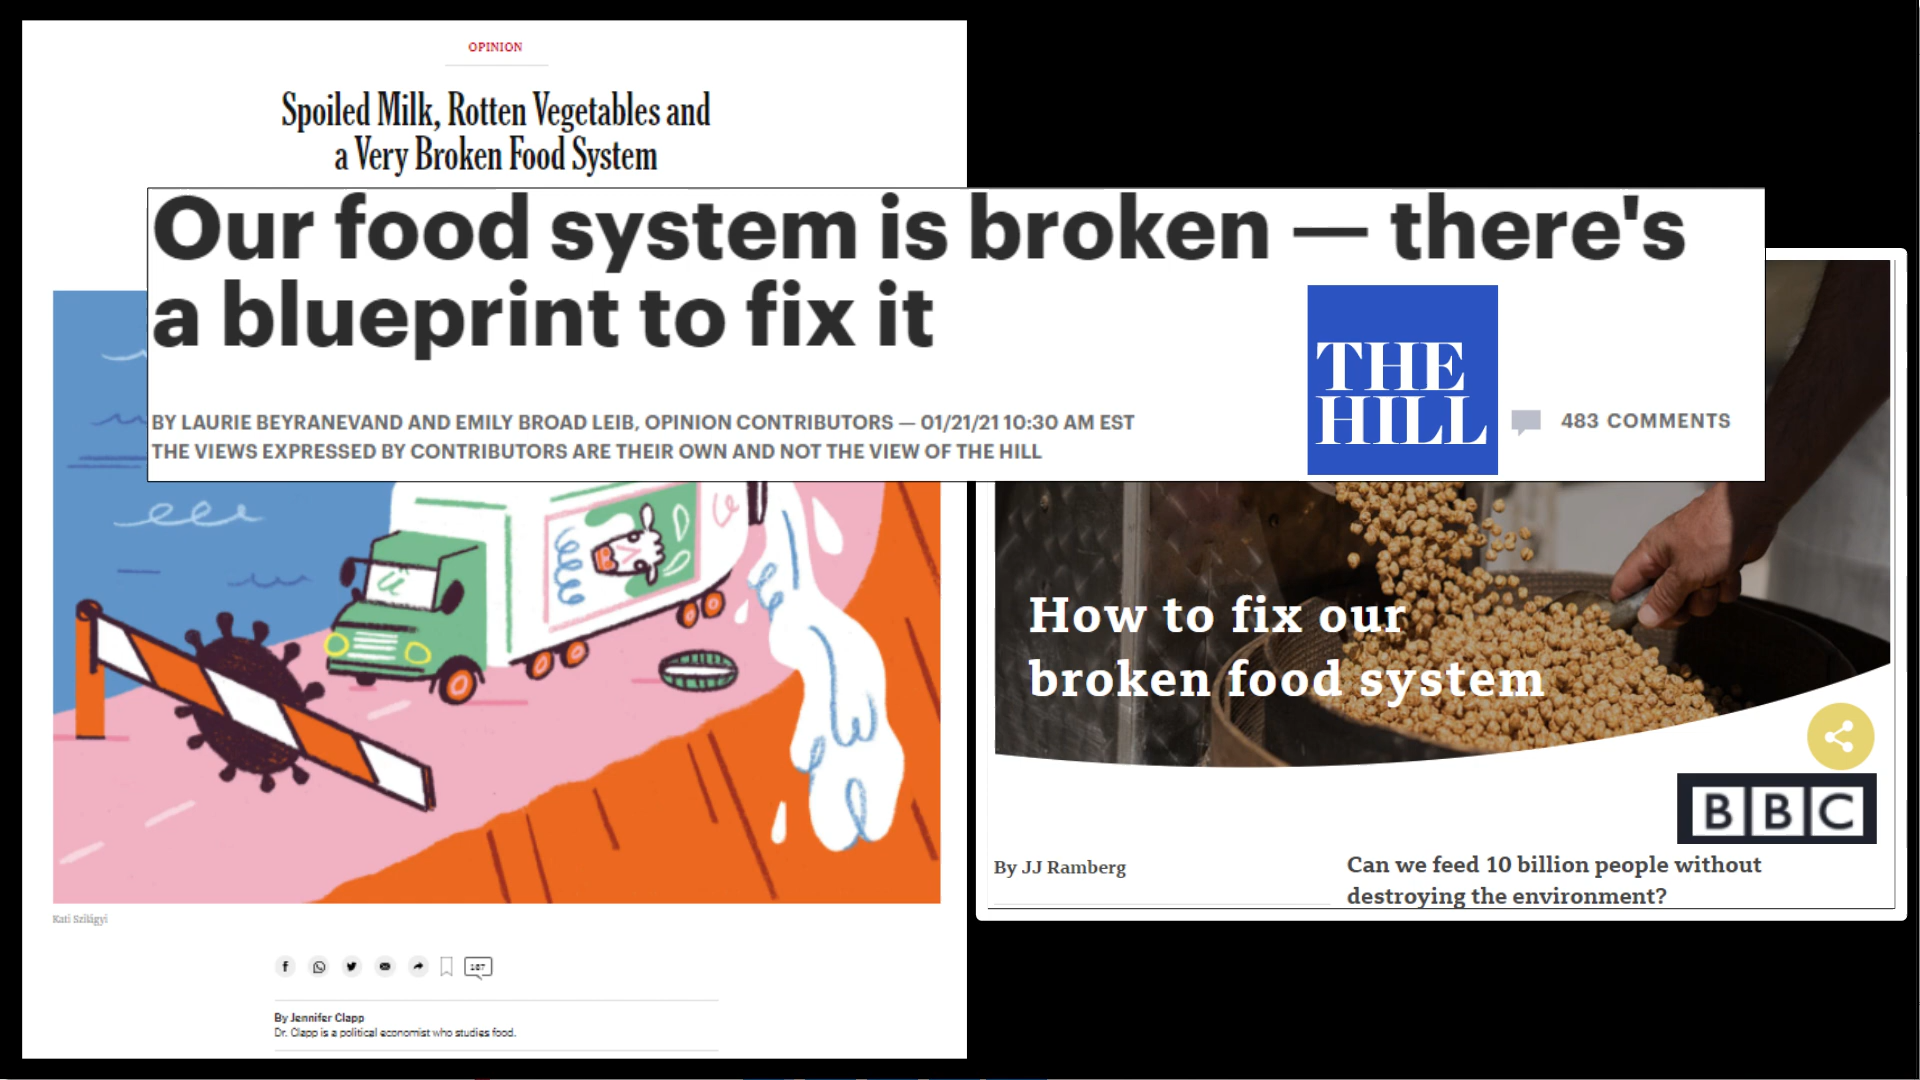 OPINION
Spoiled Milk, Rotten Vegetables and
a Very Broken Food System
Our food system is broken — there's
a blueprint to fix it
BY LAURIE BEYRANEVAND AND EMILY BROAD LEIB, OPINION CONTRIBUTORS — 01/21/21 10:30 AM EST
THE VIEWS EXPRESSED BY CONTRIBUTORS ARE THEIR OWN AND NOT THE VIEW OF THE HILL
THE
HILL
483 COMMENTS
How to fix our
broken food system
BBC
By JJ Ramberg
Can we feed 10 billion people without
destroying the environment?
Kati Szilágyi
187
By Jennifer Clapp
Dr. Clapp is a political economist who studies food.